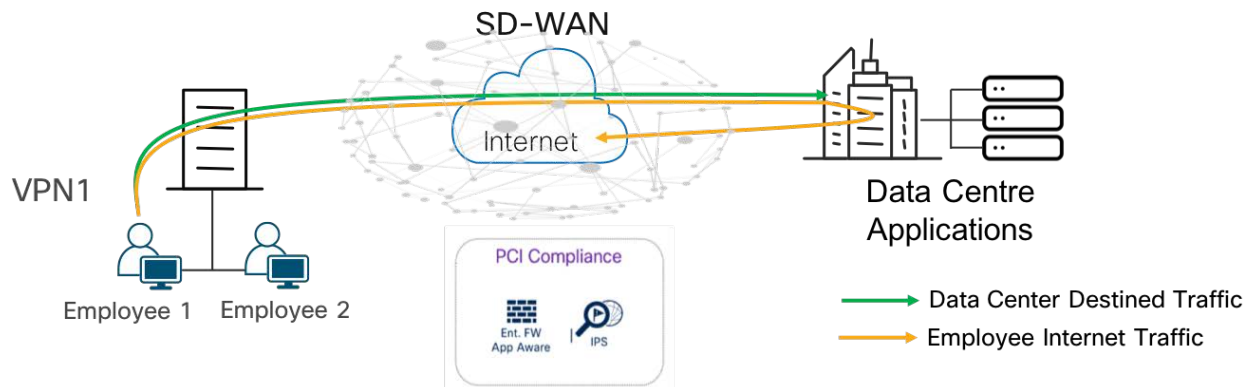 SD-WAN
Internet
VPN1
Employee 1
Employee 2
Data Centre
Applications
PCI Compliance
Ent. FW
App Aware
IPS
Data Center Destined Traffic
Employee Internet Traffic